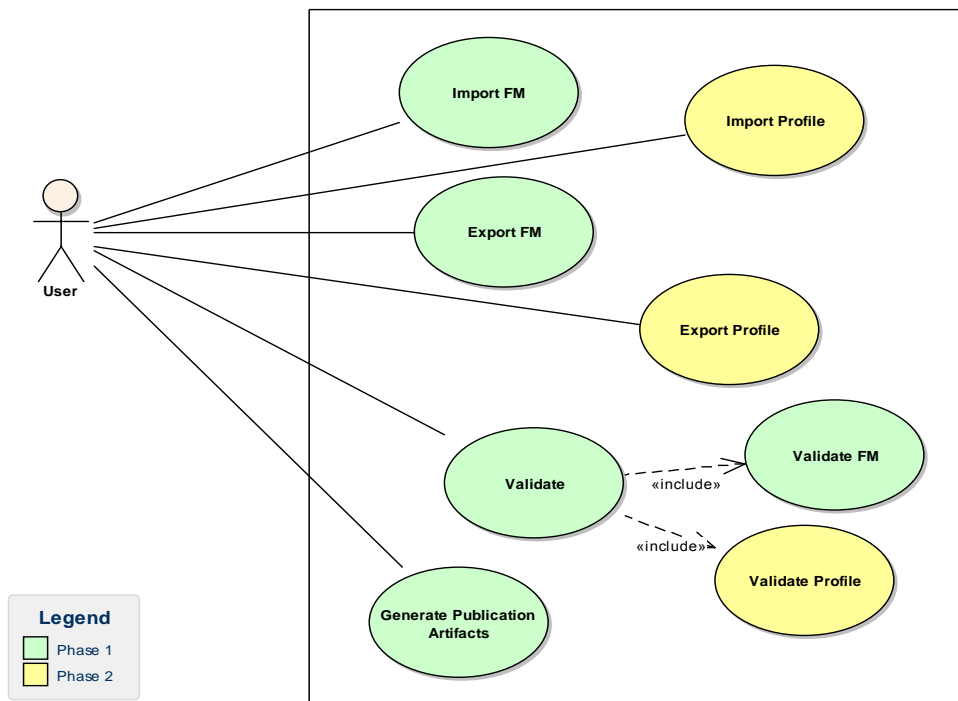 Import FM
Import Profile
Export FM
User
Export Profile
Validate FM
Validate
«include»
«include»
Validate Profile
Generate Publication
Artifacts
Legend
Phase 1
Phase 2